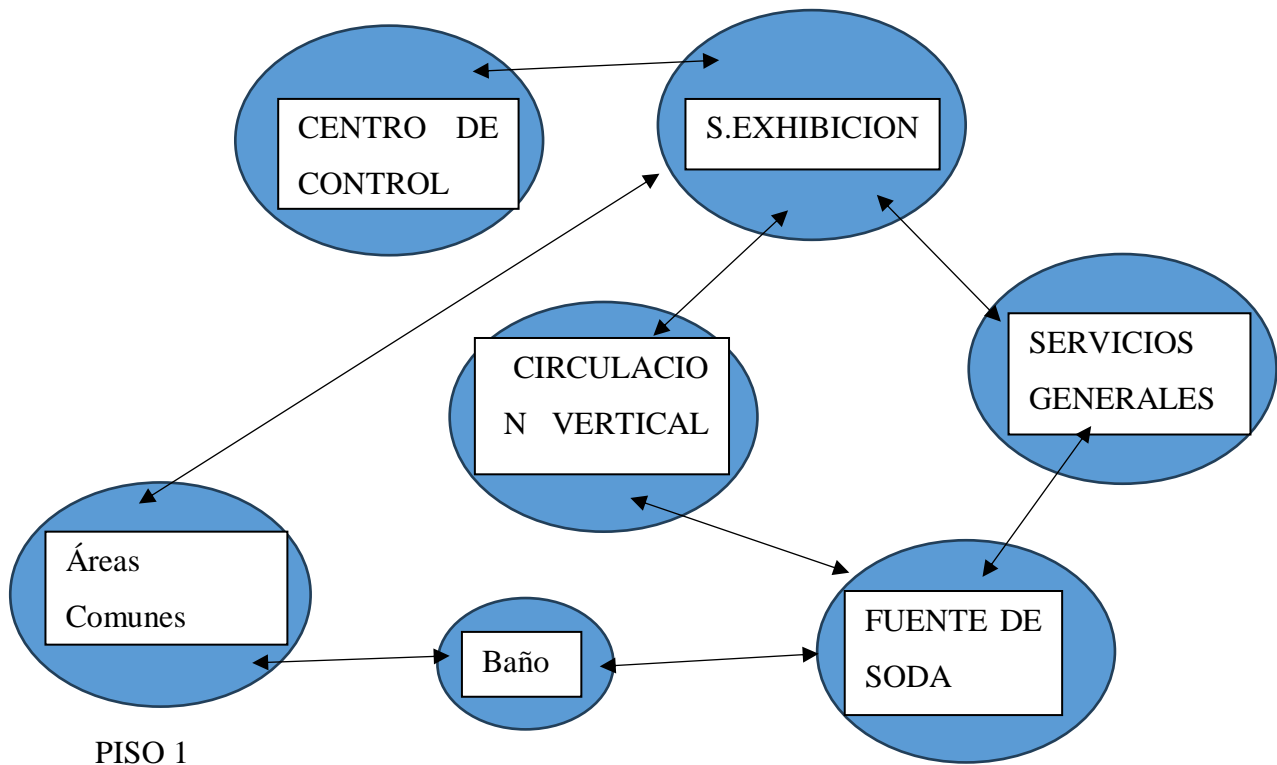 CENTRO DE
CONTROL
S.EXHIBICION
CIRCULACIO
N VERTICAL
SERVICIOS
GENERALES
Áreas
Comunes
Baño
FUENTE DE
SODA
PISO 1